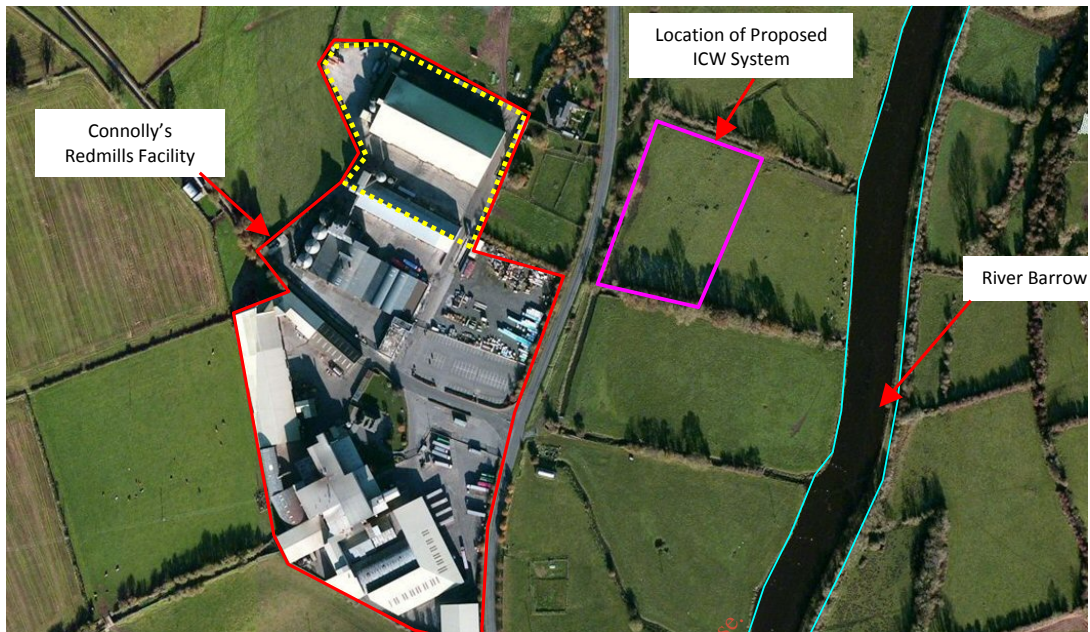 Location of Proposed
ICW System
Connolly's
Redmills Facility
River Barrow